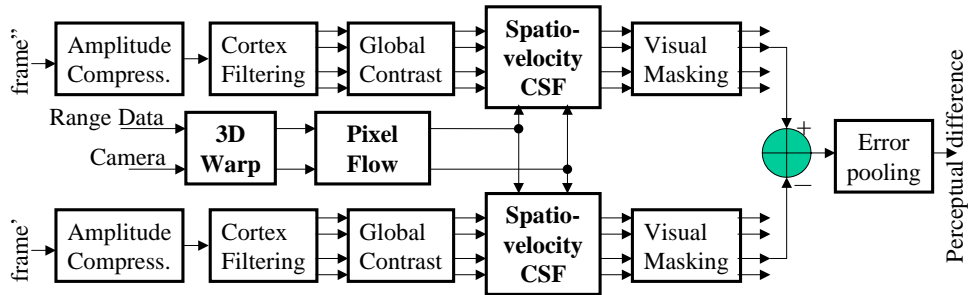 frame”
Amplitude
Compress.
Cortex
Filtering
Global
Contrast
Spatio-
velocity
CSF
Visual
Masking
Range Data
Camera
3D
Warp
Pixel
Flow
+
−
Error
pooling
Perceptual difference
frame’
Amplitude
Compress.
Cortex
Filtering
Global
Contrast
Spatio-
velocity
CSF
Visual
Masking